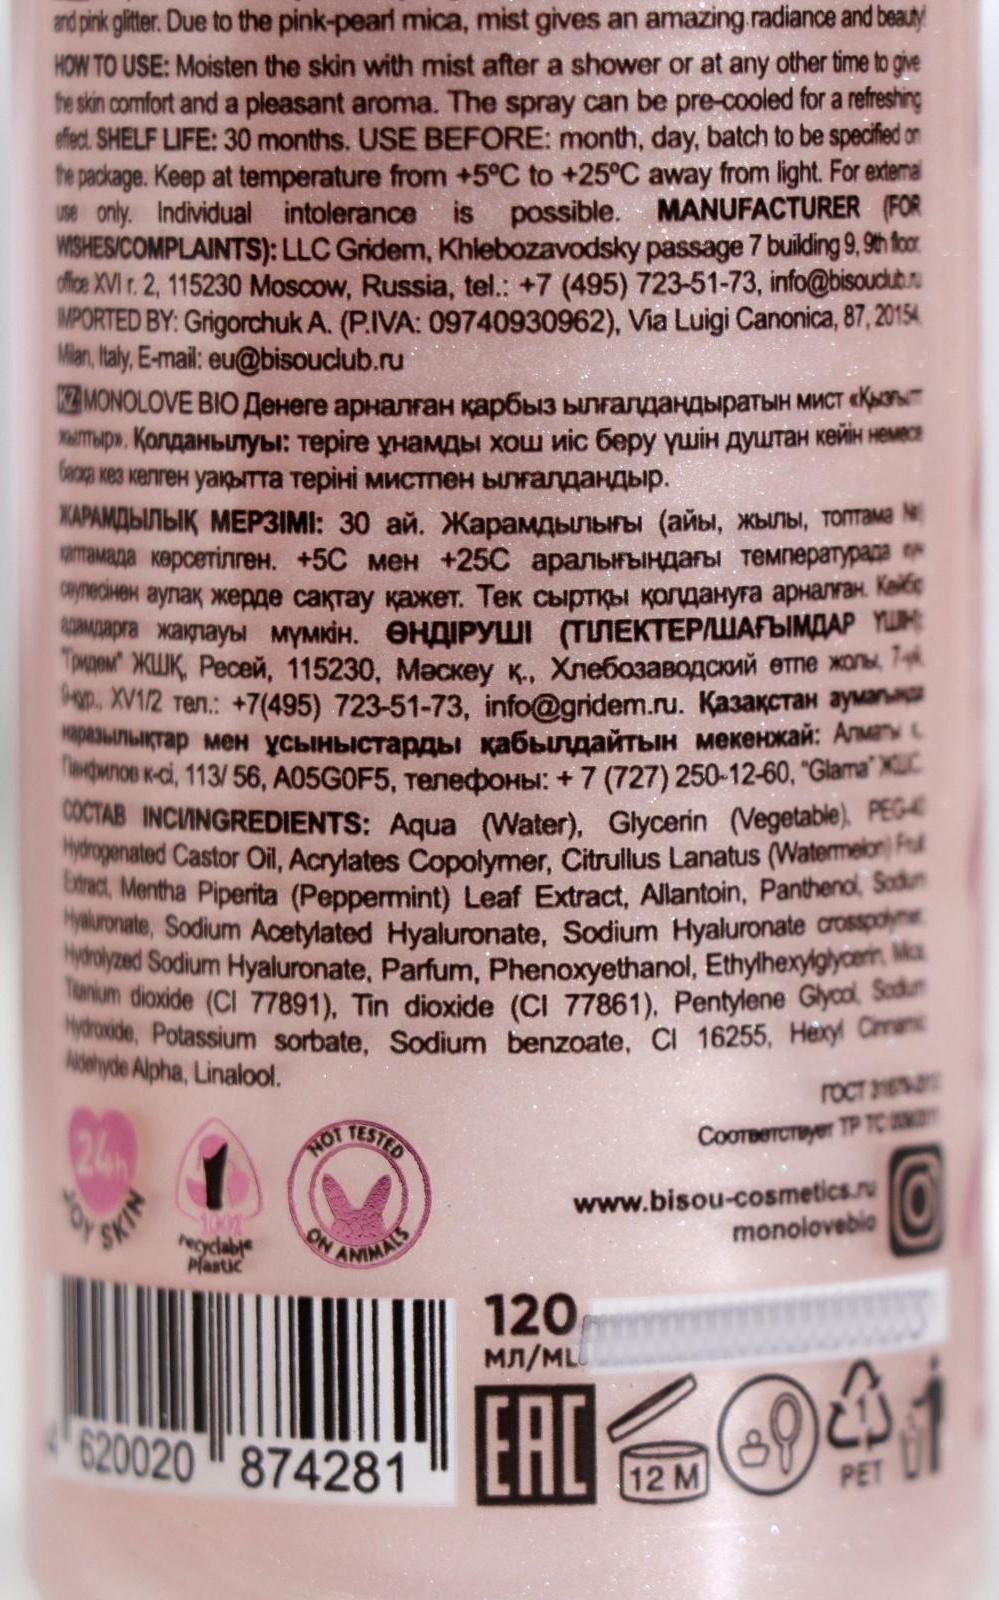 and pink glitter. Due to the pink-pearl mica, mist gives an amazing radiance and beauty!
HOW TO USE: Moisten the skin with mist after a shower or at any other time to give
the skin comfort and a pleasant aroma. The spray can be pre-cooled for a refreshing
effect. SHELF LIFE: 30 months. USE BEFORE: month, day, batch to be specified on
the package. Keep at temperature from +5ºC to +25ºC away from light. For external
use only. Individual intolerance is possible. MANUFACTURER (FOR
WISHES/COMPLAINTS): LLC Gridem, Khlebozavodsky passage 7 building 9, 9th floor,
office XVI r. 2, 115230 Moscow, Russia, tel.: +7 (495) 723-51-73, info@bisouclub.ru
IMPORTED BY: Grigorchuk A. (P.IVA: 09740930962), Via Luigi Canonica, 87, 20154,
Milan, Italy, E-mail: eu@bisouclub.ru
KZ MONOLOVE BIO Денеге арналған қарбыз ылғалдандыратын мист «Қызғылт
жылтыр». Қолданылуы: теріге ұнамды хош иіс беру үшін душтан кейін немесе
басқа кез келген уақытта теріні мистпен ылғалдандыр.
ЖАРАМДЫЛЫҚ МЕРЗІМІ: 30 ай. Жарамдылығы (айы, жылы, топтама №)
қаптамада көрсетілген. +5C мен +25C аралығындағы температурада күн
сәулесінен аулақ жерде сақтау қажет. Тек сыртқы қолдануға арналған. Кейбір
адамдарға жақпауы мүмкін. ӨНДІРУШІ (ТІЛЕКТЕР/ШАҒЫМДАР ҮШІН):
"Гридем" ЖШҚ, Ресей, 115230, Мәскеу қ., Хлебозаводский өтпе жолы, 7-үй,
9-құр., XV1/2 тел.: +7(495) 723-51-73, info@gridem.ru. Қазақстан аумағында
наразылықтар мен ұсыныстарды қабылдайтын мекенжай: Алматы қ.
Панфилов к-сі, 113/ 56, A05G0F5, телефоны: + 7 (727) 250-12-60, "Glama" ЖШС.
СОСТАВ INCI/INGREDIENTS: Aqua (Water), Glycerin (Vegetable), PEG-40
Hydrogenated Castor Oil, Acrylates Copolymer, Citrullus Lanatus (Watermelon) Fruit
Extract, Mentha Piperita (Peppermint) Leaf Extract, Allantoin, Panthenol, Sodium
Hyaluronate, Sodium Acetylated Hyaluronate, Sodium Hyaluronate crosspolymer,
Hydrolyzed Sodium Hyaluronate, Parfum, Phenoxyethanol, Ethylhexylglycerin, Mica,
Titanium dioxide (CI 77891), Tin dioxide (CI 77861), Pentylene Glycol, Sodium
Hydroxide, Potassium sorbate, Sodium benzoate, CI 16255, Hexyl Cinnamic
Aldehyde Alpha, Linalool.
ГОСТ
Соответствует ТР ТС
24h
JOY SKIN
100%
recyclable
plastic
NOT TESTED
ON ANIMALS
www.bisou-cosmetics.ru
monolovebio
4 620020 874281
120
МЛ/ML
EAC
12 M
1
PET